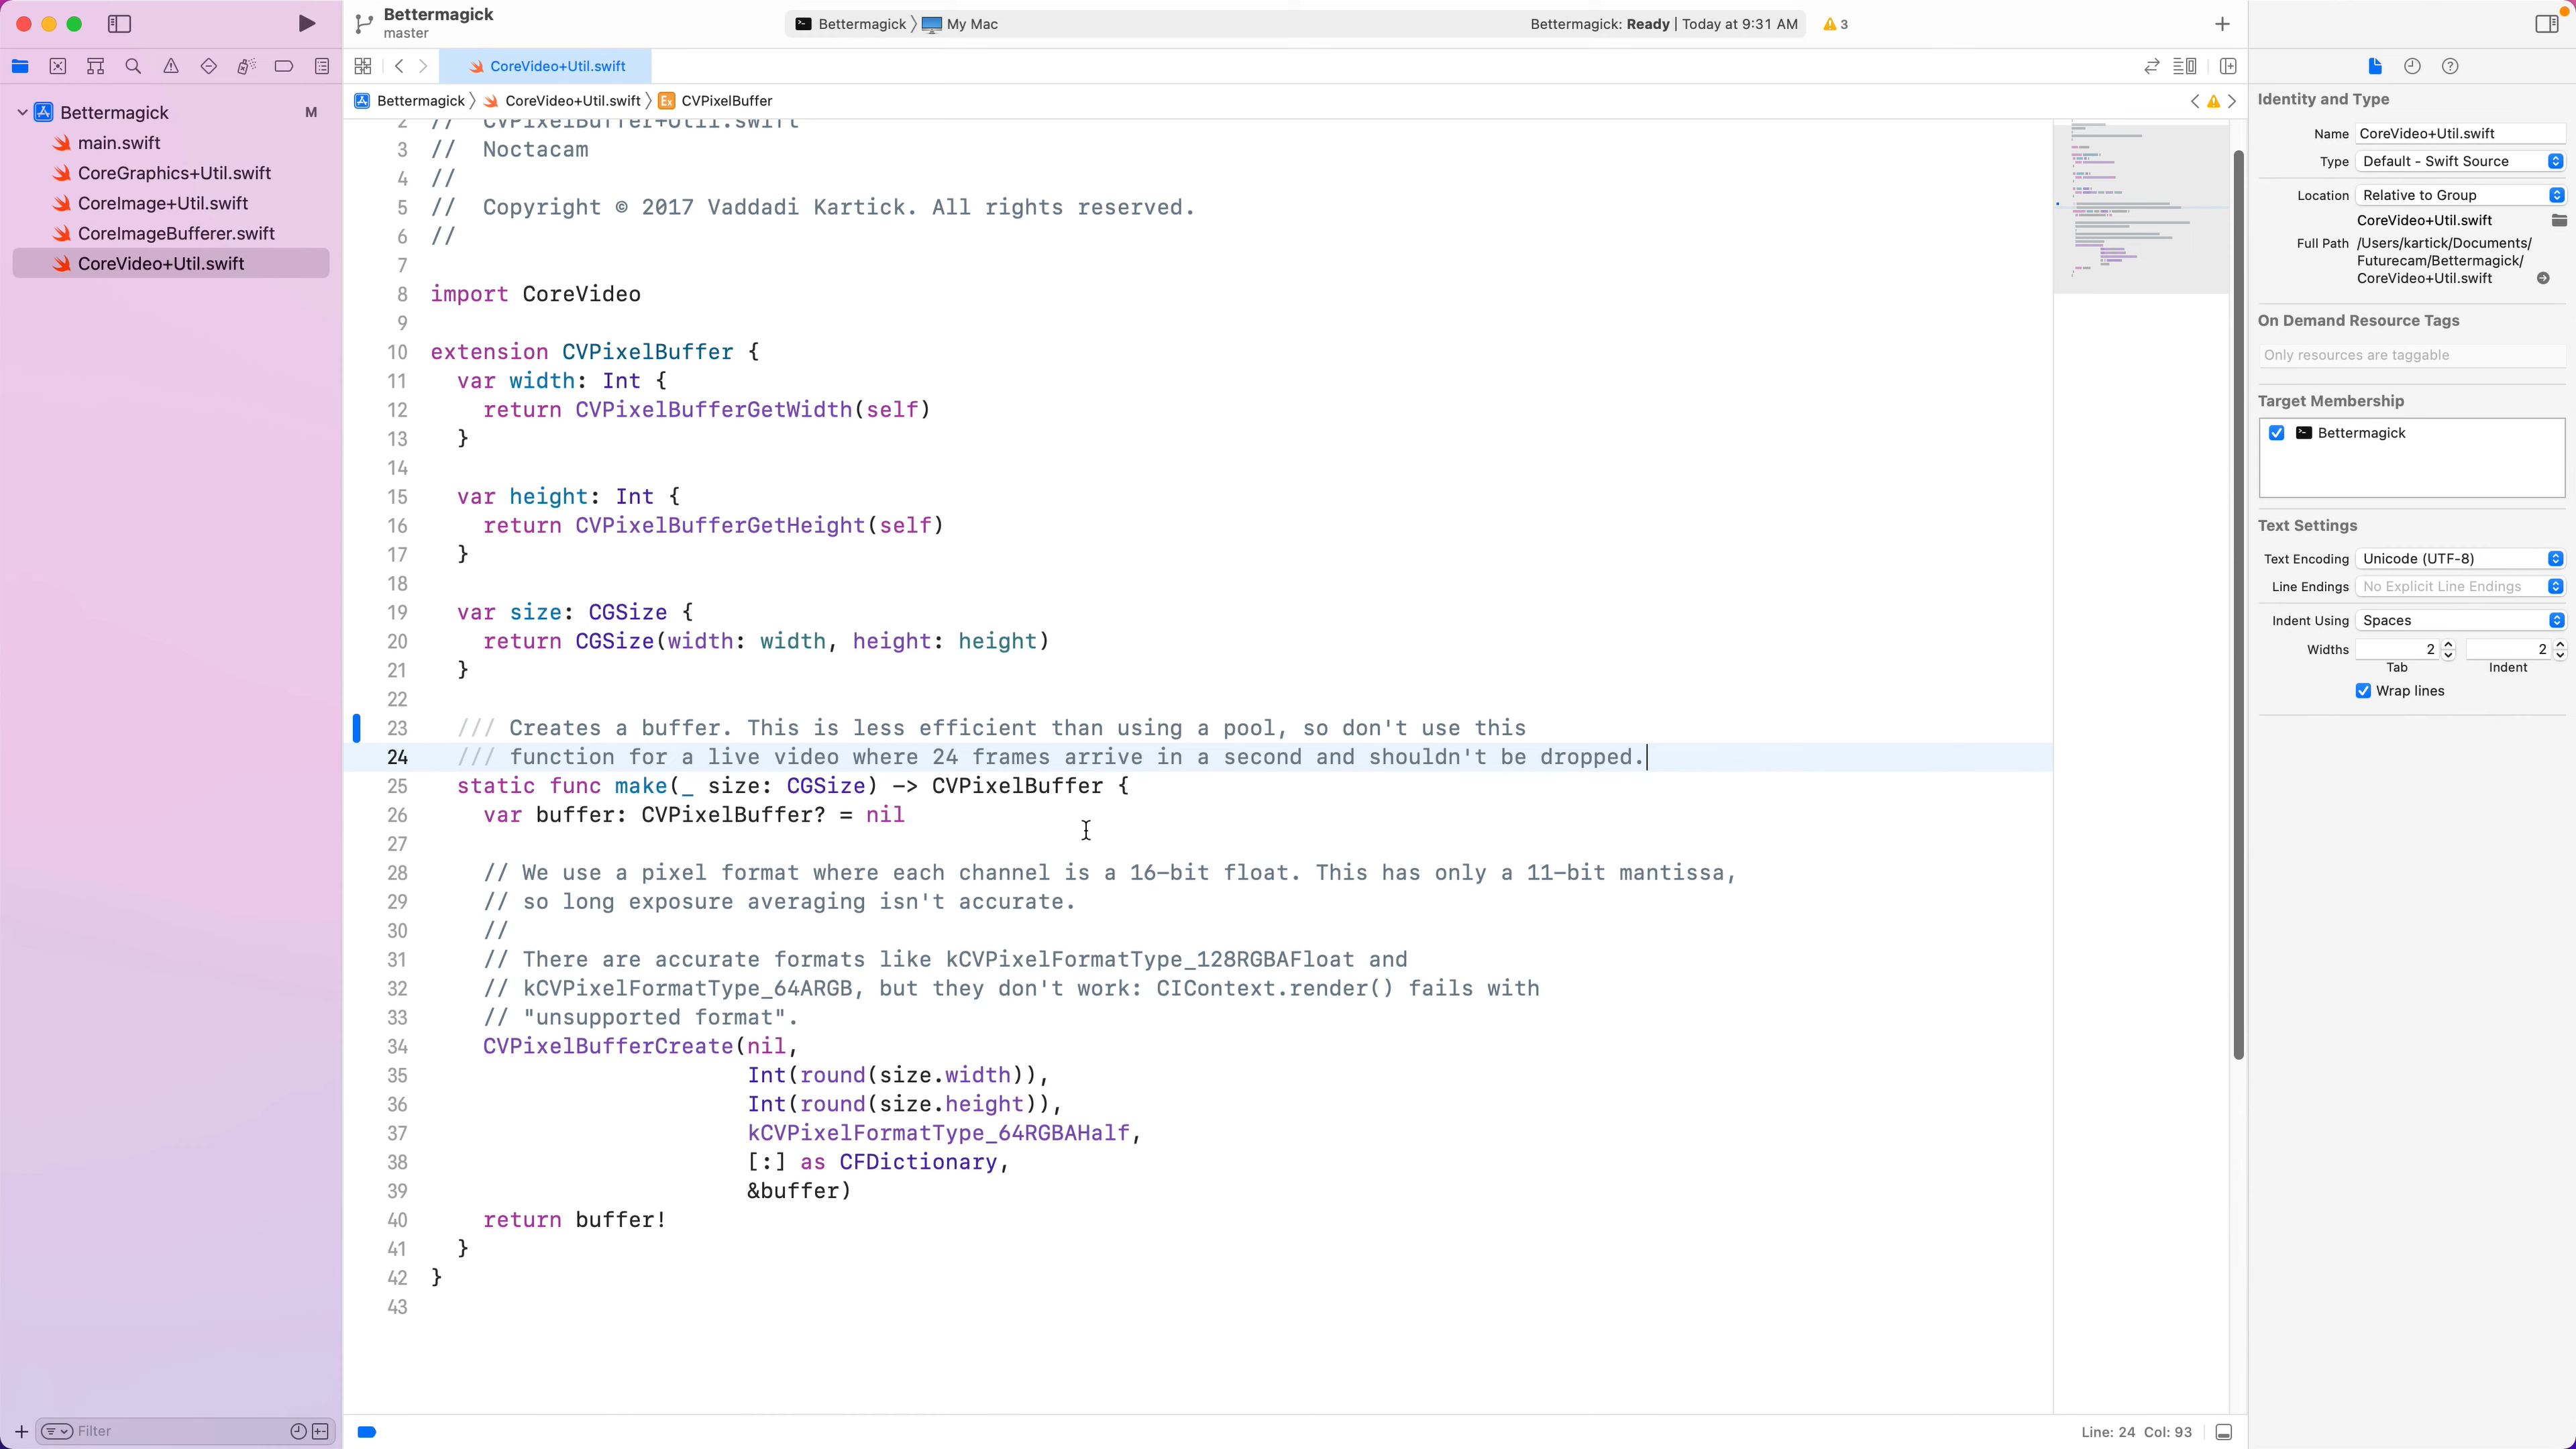 Bettermagick
master
Bettermagick 〉 My Mac
Bettermagick: Ready | Today at 9:31 AM
3
CoreVideo+Util.swift
Bettermagick 〉 CoreVideo+Util.swift 〉 Ex CVPixelBuffer
Bettermagick M
main.swift
CoreGraphics+Util.swift
CoreImage+Util.swift
CoreImageBufferer.swift
CoreVideo+Util.swift
Filter
2 // CVPixelBuffer+Util.swift
3 // Noctacam
4 //
5 // Copyright © 2017 Vaddadi Kartick. All rights reserved.
6 //
7
8 import CoreVideo
9
10 extension CVPixelBuffer {
11 var width: Int {
12 return CVPixelBufferGetWidth(self)
13 }
14
15 var height: Int {
16 return CVPixelBufferGetHeight(self)
17 }
18
19 var size: CGSize {
20 return CGSize(width: width, height: height)
21 }
22
23 /// Creates a buffer. This is less efficient than using a pool, so don't use this
24 /// function for a live video where 24 frames arrive in a second and shouldn't be dropped.
25 static func make(_ size: CGSize) -> CVPixelBuffer {
26 var buffer: CVPixelBuffer? = nil
27
28 // We use a pixel format where each channel is a 16-bit float. This has only a 11-bit mantissa,
29 // so long exposure averaging isn't accurate.
30 //
31 // There are accurate formats like kCVPixelFormatType_128RGBAFloat and
32 // kCVPixelFormatType_64ARGB, but they don't work: CIContext.render() fails with
33 // "unsupported format".
34 CVPixelBufferCreate(nil,
35 Int(round(size.width)),
36 Int(round(size.height)),
37 kCVPixelFormatType_64RGBAHalf,
38 [:] as CFDictionary,
39 &buffer)
40 return buffer!
41 }
42 }
43
Line: 24 Col: 93
Identity and Type
Name CoreVideo+Util.swift
Type Default - Swift Source
Location Relative to Group
CoreVideo+Util.swift
Full Path /Users/kartick/Documents/
Futurecam/Bettermagick/
CoreVideo+Util.swift
On Demand Resource Tags
Only resources are taggable
Target Membership
Bettermagick
Text Settings
Text Encoding Unicode (UTF-8)
Line Endings No Explicit Line Endings
Indent Using Spaces
Widths 2 2
Tab Indent
Wrap lines